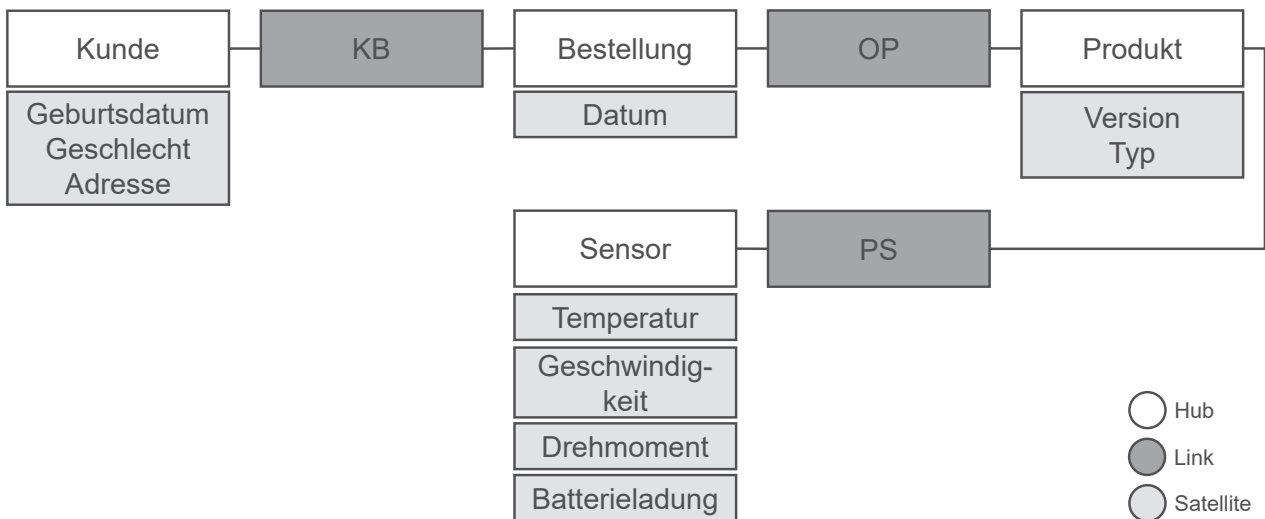 Kunde
KB
Bestellung
OP
Produkt
Geburtsdatum
Geschlecht
Adresse
Datum
Version
Typ
Sensor
PS
Temperatur
Geschwindig-
keit
Drehmoment
Batterieladung
Hub
Link
Satellite